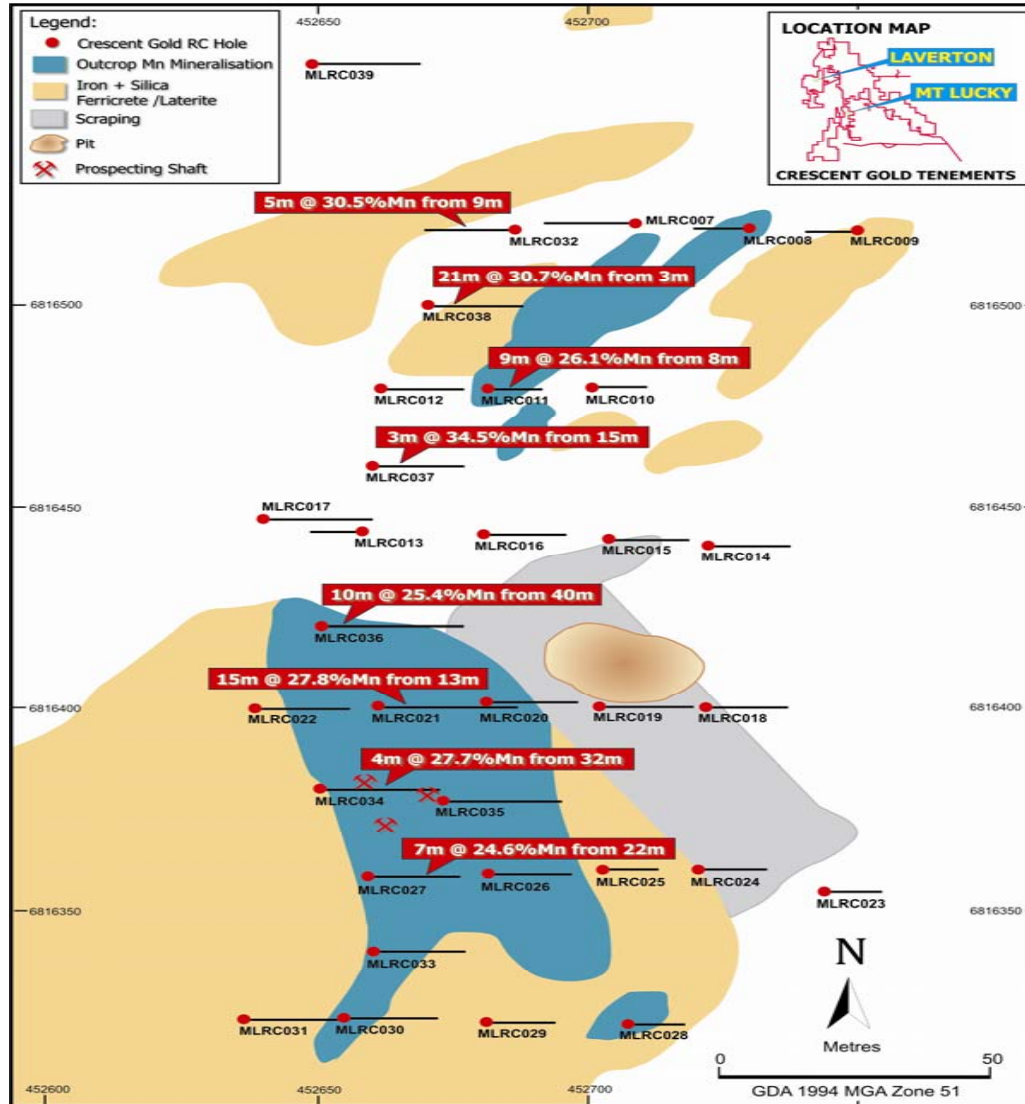 452650
452700
Legend:
Crescent Gold RC Hole
Outcrop Mn Mineralisation
Iron + Silica
Ferricrete /Laterite
Scraping
Pit
Prospecting Shaft
LOCATION MAP
LAVERTON
MT LUCKY
CRESCENT GOLD TENEMENTS
MLRC039
5m @ 30.5%Mn from 9m
MLRC032
MLRC007
MLRC008
MLRC009
21m @ 30.7%Mn from 3m
6816500
6816500
MLRC038
9m @ 26.1%Mn from 8m
MLRC012
MLRC011
MLRC010
3m @ 34.5%Mn from 15m
MLRC037
MLRC017
6816450
6816450
MLRC013
MLRC016
MLRC015
MLRC014
10m @ 25.4%Mn from 40m
MLRC036
15m @ 27.8%Mn from 13m
6816400
6816400
MLRC022
MLRC021
MLRC020
MLRC019
MLRC018
4m @ 27.7%Mn from 32m
MLRC034
MLRC035
7m @ 24.6%Mn from 22m
MLRC027
MLRC026
MLRC025
MLRC024
MLRC023
6816350
6816350
MLRC033
N
MLRC031
MLRC030
MLRC029
MLRC028
Metres
0
50
452600
452650
452700
GDA 1994 MGA Zone 51